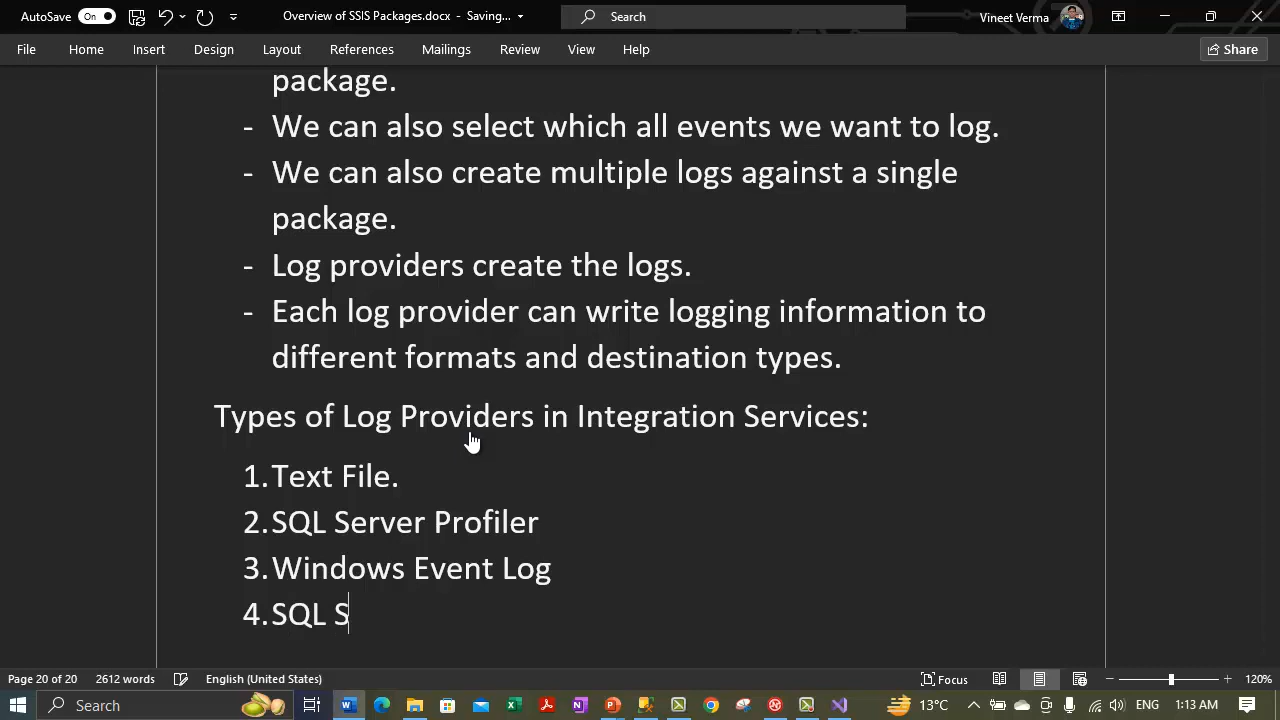 AutoSave On Overview of SSIS Packages.docx - Saving... Search Vineet Verma
File Home Insert Design Layout References Mailings Review View Help Share
package.
- We can also select which all events we want to log.
- We can also create multiple logs against a single
package.
- Log providers create the logs.
- Each log provider can write logging information to
different formats and destination types.
Types of Log Providers in Integration Services:
1. Text File.
2. SQL Server Profiler
3. Windows Event Log
4. SQL S
Page 20 of 20 2612 words English (United States) Focus 120%
Search 13°C ENG 1:13 AM